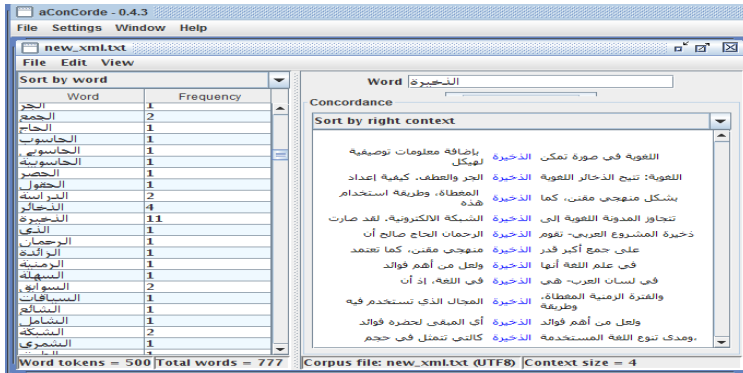 aConCorde - 0.4.3
File Settings Window Help
new_xml.txt
File Edit View
Sort by word
Word Frequency
الجر 1
الجمع 2
الحاج 1
الحاسوب 1
الحاسوبي 1
الحاسوبية 1
الحصر 1
الحقول 1
الدراسة 2
الذخائر 4
الذخيرة 11
الذي 1
الرحمان 1
الرائدة 1
الزمنية 1
السهلة 1
السوابق 2
السياقات 1
الشائع 1
الشامل 1
الشبكة 2
الشمري 1
Word tokens = 500 Total words = 777
Word الذخيرة
Concordance
Sort by right context
اللغوية في صورة تمكن الذخيرة بإضافة معلومات توصيفية لهيكل
اللغوية: تتيح الذخائر اللغوية الذخيرة الجر والعطف، كيفية إعداد
بشكل منهجي مقنن، كما الذخيرة المغطاة، وطريقة استخدام هذه
تتجاوز المدونة اللغوية إلى الذخيرة الشبكة الالكترونية، لقد صارت
ذخيرة المشروع العربي- تقوم الذخيرة الرحمان الحاج صالح أن
على جمع أكبر قدر الذخيرة منهجي مقنن، كما تعتمد
في علم اللغة أنها الذخيرة ولعل من أهم فوائد
في لسان العرب- هي الذخيرة في اللغة، إذ أن
والفترة الزمنية المغطاة، وطريقة الذخيرة المجال الذي تستخدم فيه
ولعل من أهم فوائد الذخيرة أي المبقى لحضره فوائد
،ومدى تنوع اللغة المستخدمة الذخيرة كالتي تتمثل في حجم
Corpus file: new_xml.txt (UTF8) Context size = 4